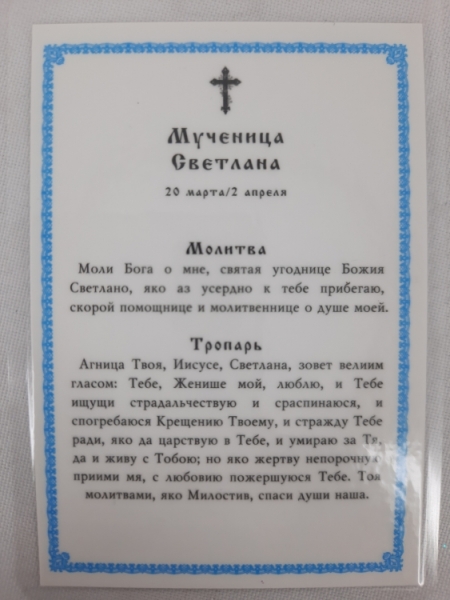 Мученица
Светлана
20 марта/2 апреля
Молитва
Моли Бога о мне, святая угоднице Божия
Светлано, яко аз усердно к тебе прибегаю,
скорой помощнице и молитвеннице о душе моей.
Тропарь
Агница Твоя, Иисусе, Светлана, зовет велиим
гласом: Тебе, Женише мой, люблю, и Тебе
ищущи страдальчествую и сраспинаюся, и
спогребаюся Крещению Твоему, и стражду Тебе
ради, яко да царствую в Тебе, и умираю за Тя,
да и живу с Тобою; но яко жертву непорочную
приими мя, с любовию пожершуюся Тебе. Тоя
молитвами, яко Милостив, спаси души наша.